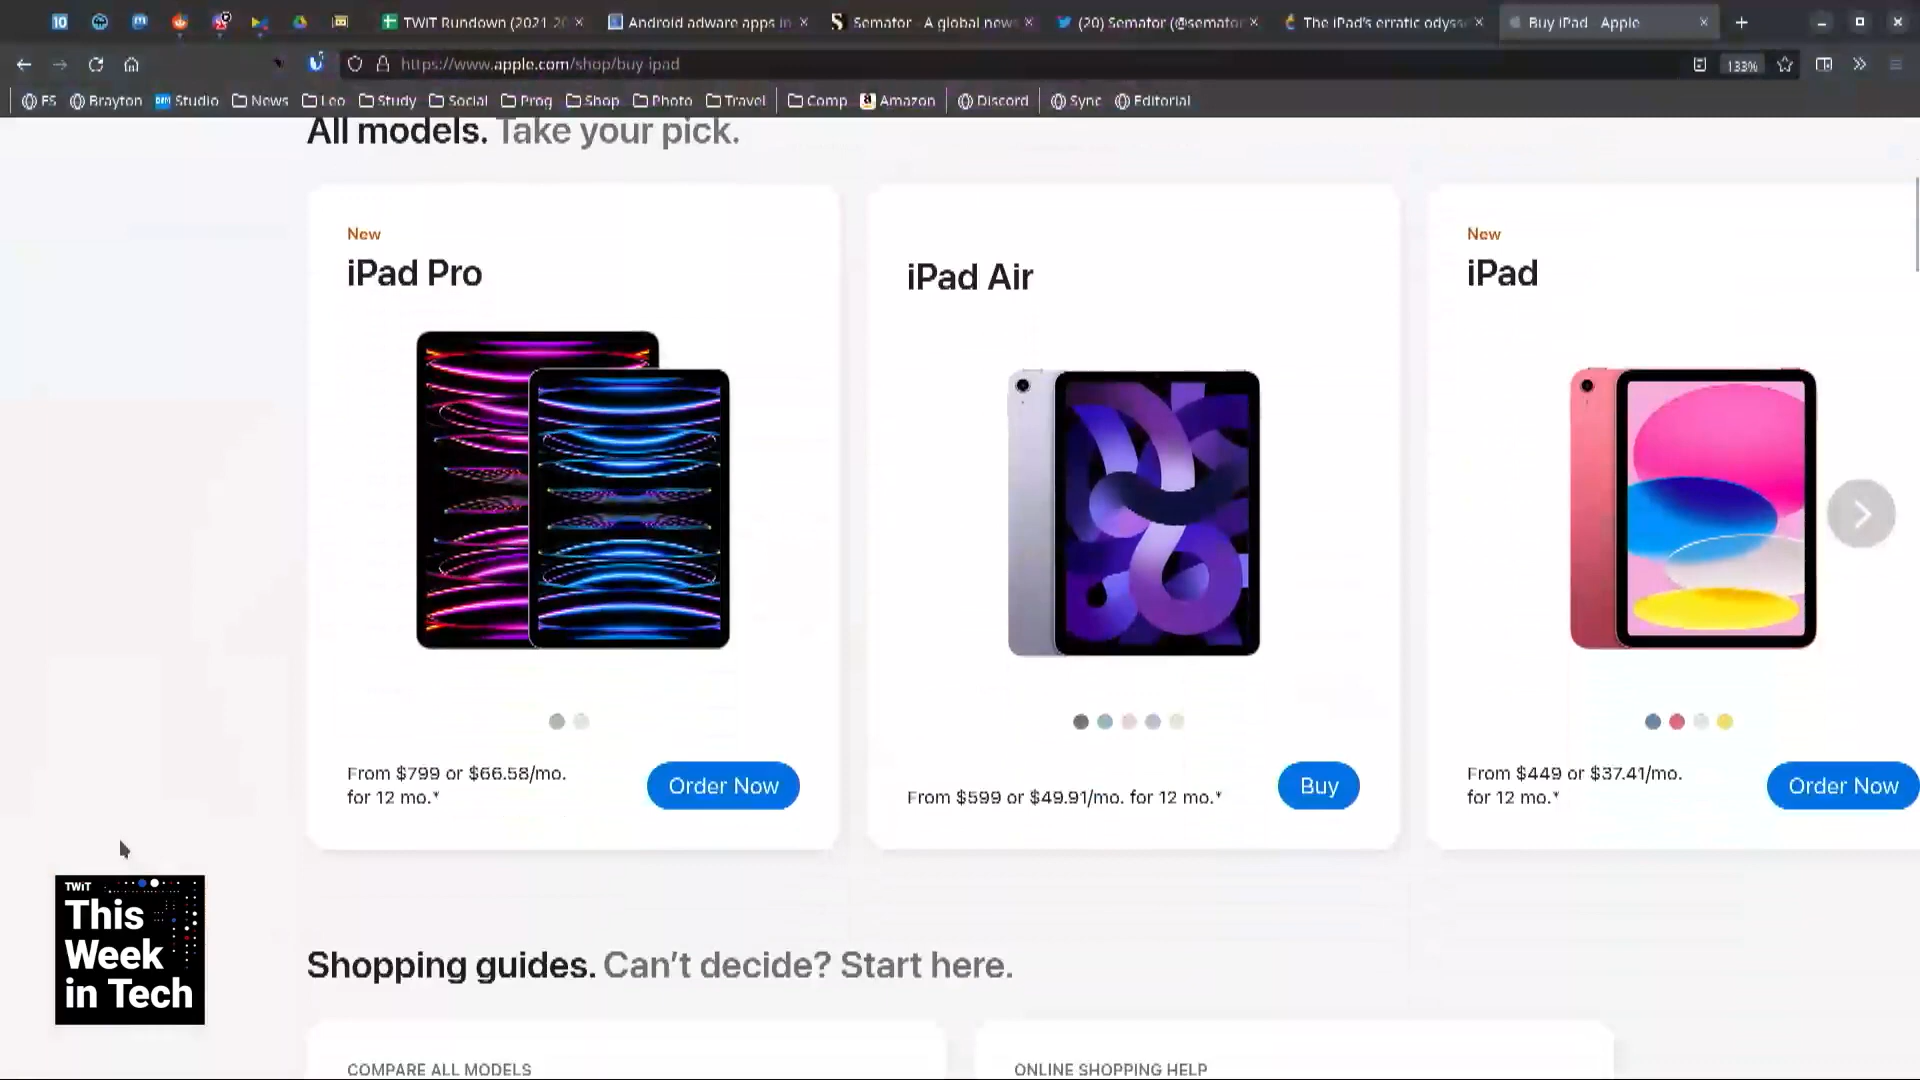 10
TWiT Rundown (2021-20
Android adware apps in
Semafor - A global news
(20) Semafor (@semafor
The iPad's erratic odyss
Buy iPad - Apple
https://www.apple.com/shop/buy-ipad
133%
FS
Brayton
Studio
News
Leo
Study
Social
Prog
Shop
Photo
Travel
Comp
Amazon
Discord
Sync
Editorial
All models. Take your pick.
New
iPad Pro
From $799 or $66.58/mo.
for 12 mo.*
Order Now
iPad Air
From $599 or $49.91/mo. for 12 mo.*
Buy
New
iPad
From $449 or $37.41/mo.
for 12 mo.*
Order Now
TWiT
This
Week
in Tech
Shopping guides. Can't decide? Start here.
COMPARE ALL MODELS
ONLINE SHOPPING HELP